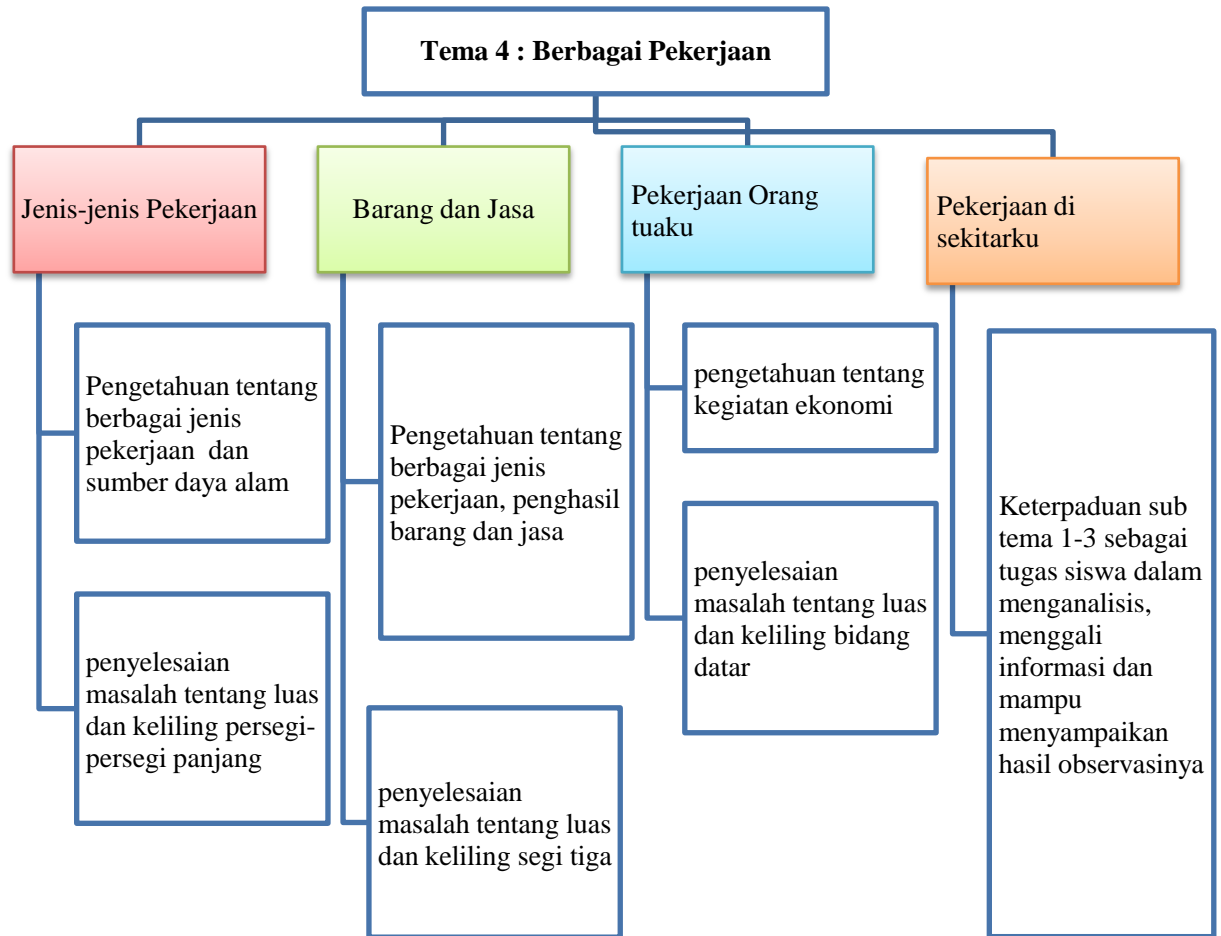 Tema 4 : Berbagai Pekerjaan
Jenis-jenis Pekerjaan
Barang dan Jasa
Pekerjaan Orang
tuaku
Pekerjaan di
sekitarku
Pengetahuan tentang
berbagai jenis
pekerjaan  dan
sumber daya alam
penyelesaian
masalah tentang luas
dan keliling persegi-
persegi panjang
Pengetahuan tentang
berbagai jenis
pekerjaan, penghasil
barang dan jasa
penyelesaian
masalah tentang luas
dan keliling segi tiga
pengetahuan tentang
kegiatan ekonomi
penyelesaian
masalah tentang luas
dan keliling bidang
datar
Keterpaduan sub
tema 1-3 sebagai
tugas siswa dalam
menganalisis,
menggali
informasi dan
mampu
menyampaikan
hasil observasinya